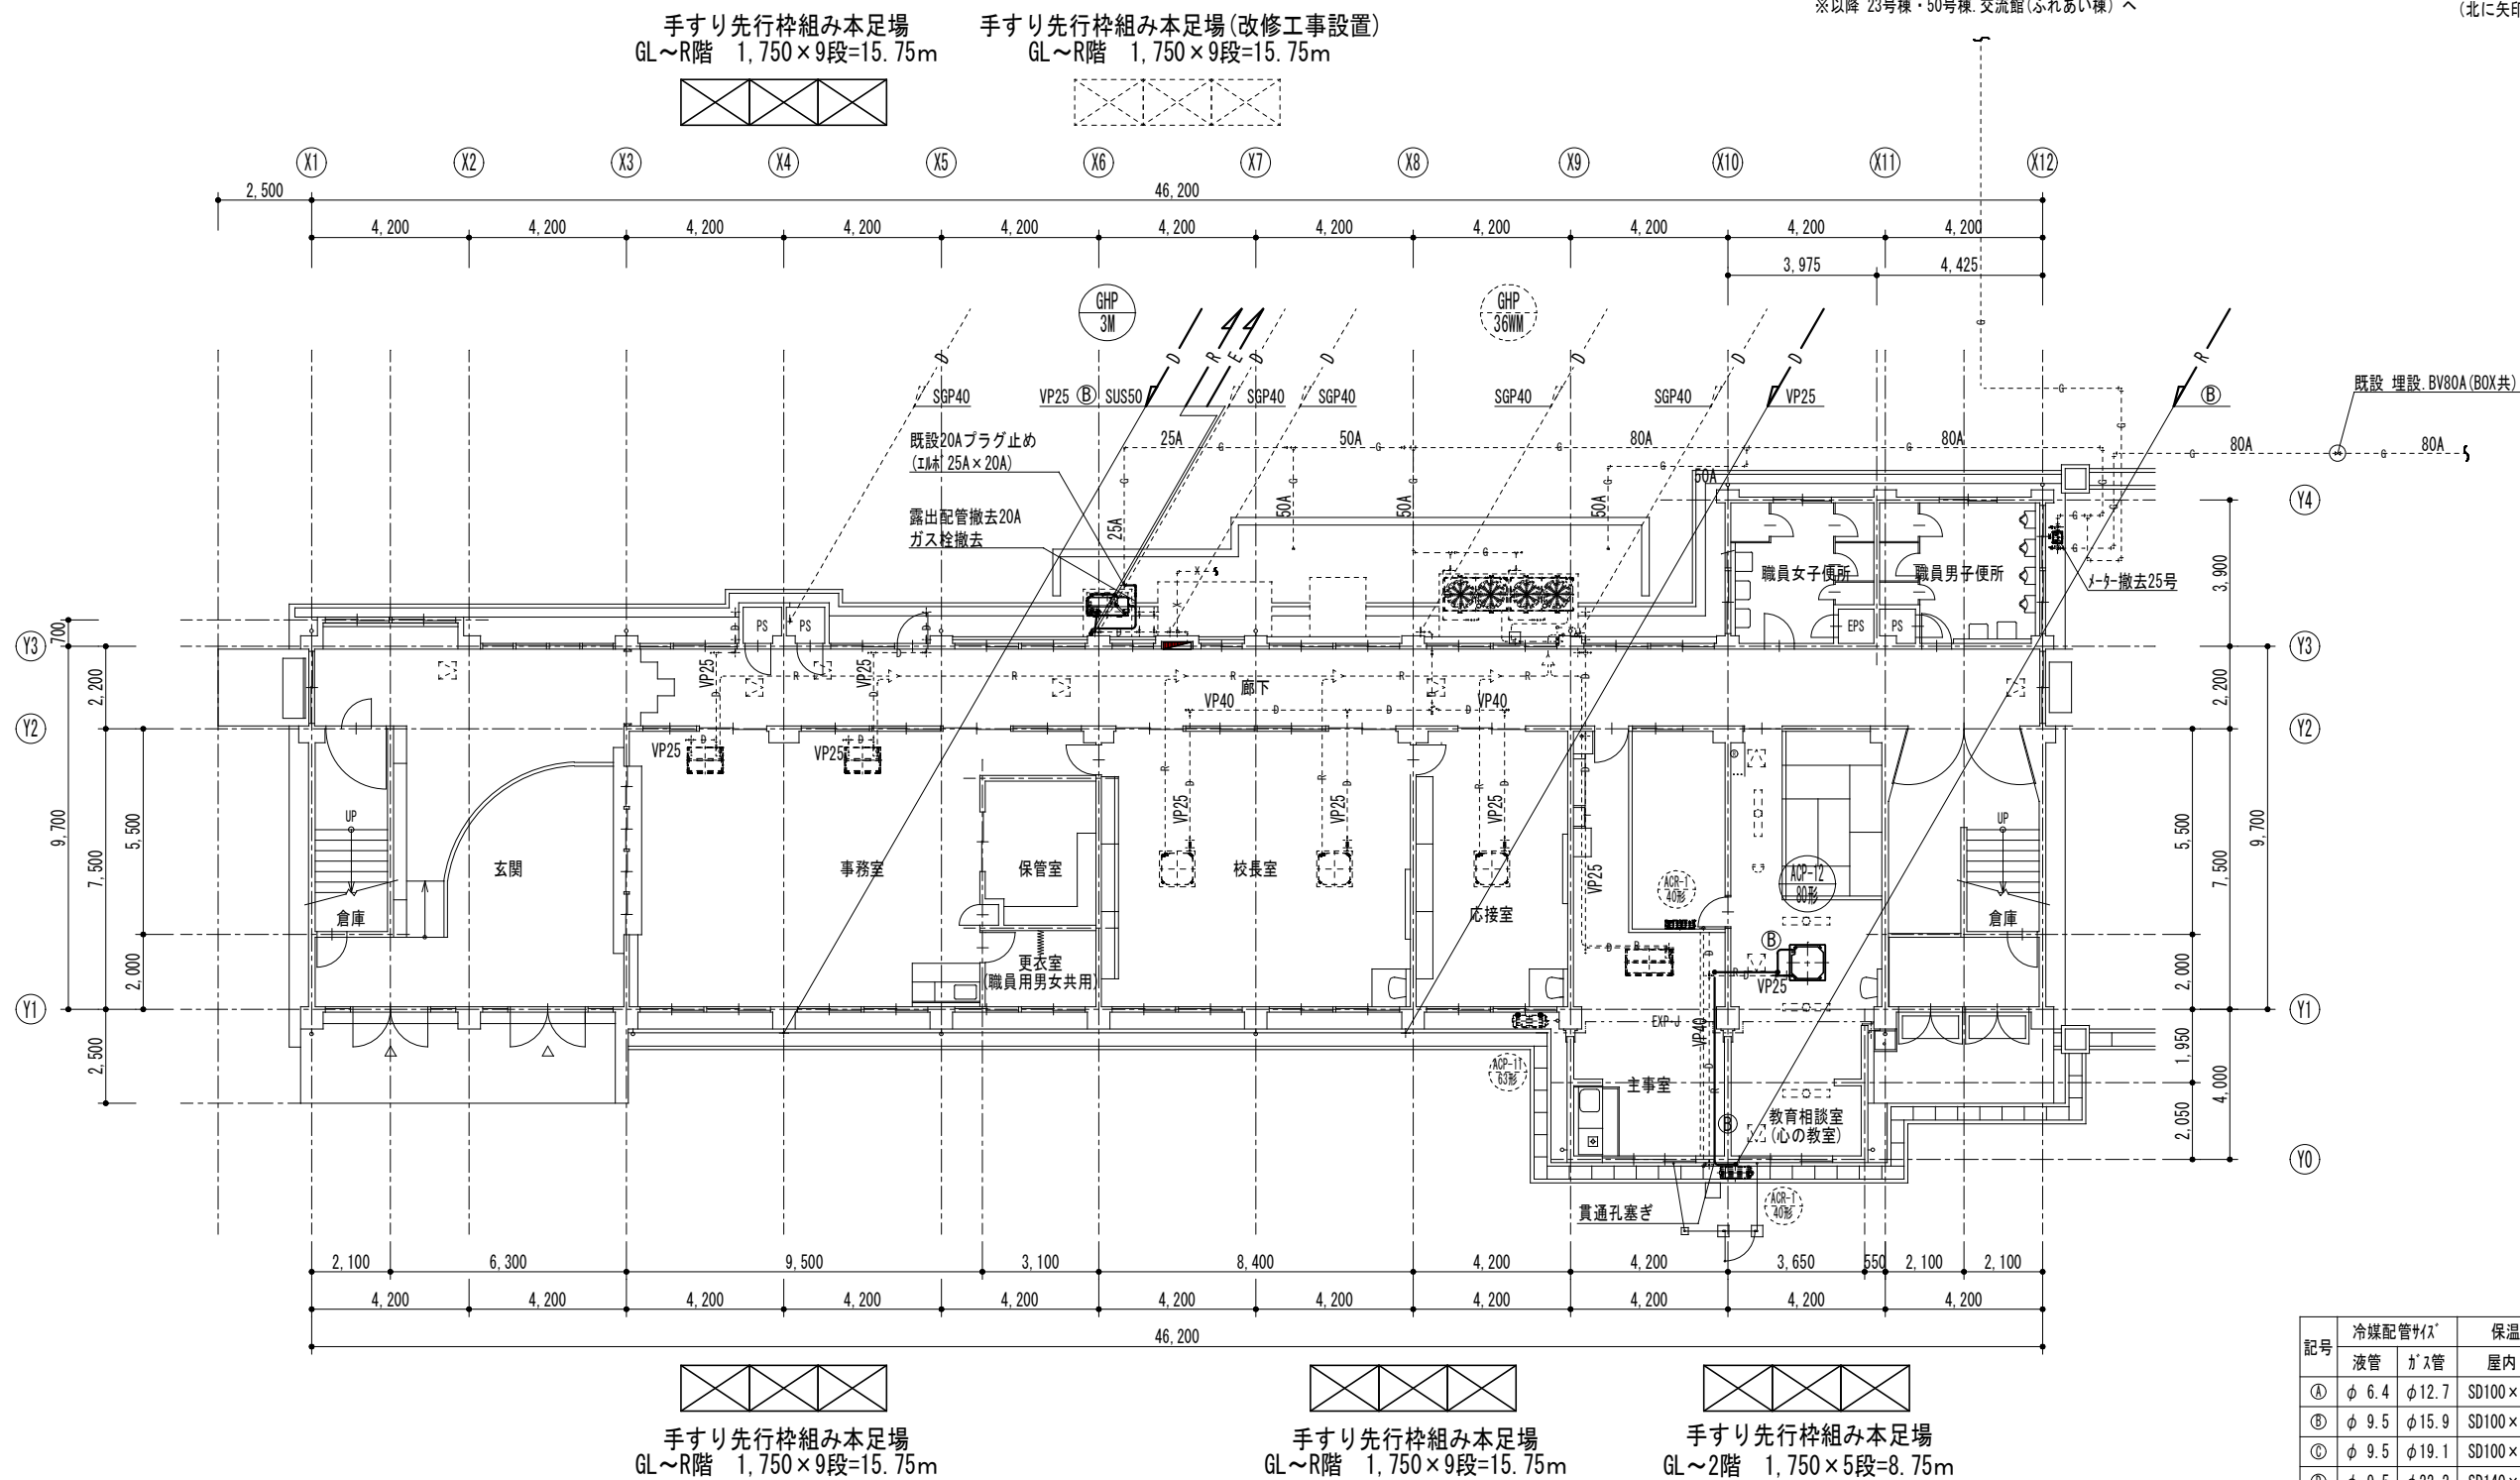 ※以降 23号棟・50号棟.交流館(ふれあい棟) へ
手すり先行枠組み本足場
GL～R階 1,750×9段=15.75m
手すり先行枠組み本足場(改修工事設置)
GL～R階 1,750×9段=15.75m
X1 X2 X3 X4 X5 X6 X7 X8 X9 X10 X11 X12
2,500 46,200
4,200 4,200 4,200 4,200 4,200 4,200 4,200 4,200 4,200 4,200 4,200
3,975 4,425
GHP
3M
GHP
36WM
D D R E D D D D D R
SGP40 VP25 Ⓑ SUS50 SGP40 SGP40 SGP40 SGP40 VP25 Ⓑ
既設 埋設.BV80A(BOX共)
既設20Aプラグ止め
(ｴﾙﾎﾞ25A×20A)
25A 50A 80A 80A 80A 80A
G G G G G G
露出配管撤去20A
ガス栓撤去
25A 50A 50A 50A 50A
Y4
職員女子便所 職員男子便所
ﾒｰﾀｰ撤去25号
3,900
PS PS EPS PS
700
Y3 Y3
2,200 2,200
VP25 VP25
R R R R R
廊下
VP40 VP40
Y2 Y2
VP25 VP25
VP25 VP25 VP25 VP25
9,700 7,500 5,500
5,500 7,500 9,700
UP UP
玄関 事務室 保管室 校長室 応接室
倉庫 倉庫
ACR-1
40形
ACP-12
80形
更衣室
(職員用男女共用)
Ⓑ
VP25
2,000 2,000
Y1 Y1
EXP-J
VP40
2,500
1,950 4,000 2,050
ACP-11
63形
主事室
教育相談室
(心の教室)
Ⓑ
Y0
貫通孔塞ぎ
ACR-1
40形
2,100 6,300 9,500 3,100 8,400 4,200 4,200 3,650 550 2,100 2,100
4,200 4,200 4,200 4,200 4,200 4,200 4,200 4,200 4,200 4,200 4,200
46,200
手すり先行枠組み本足場
GL～R階 1,750×9段=15.75m
手すり先行枠組み本足場
GL～R階 1,750×9段=15.75m
手すり先行枠組み本足場
GL～2階 1,750×5段=8.75m
記号 冷媒配管ｻｲｽﾞ 保温
液管 ｶﾞｽ管 屋内
Ⓐ φ 6.4 φ12.7 SD100×
Ⓑ φ 9.5 φ15.9 SD100×
Ⓒ φ 9.5 φ19.1 SD100×